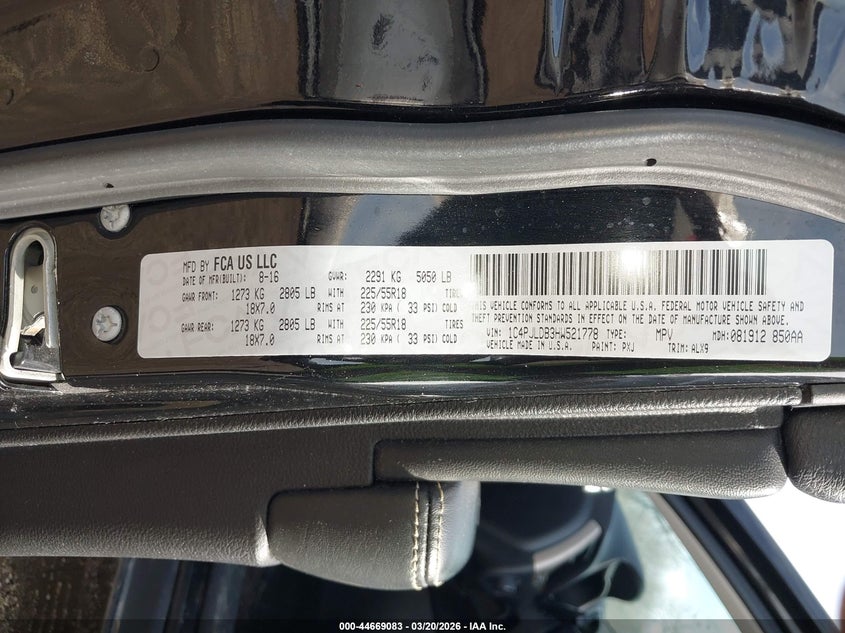 MFD BY FCA US LLC
DATE OF MFR(BUILT): 8-16 GVWR: 2291 KG 5050 LB
GAWR FRONT: 1273 KG 2805 LB WITH 225/55R18 TIRES
18X7.0 RIMS AT 230 KPA ( 33 PSI) COLD
GAWR REAR: 1273 KG 2805 LB WITH 225/55R18 TIRES
18X7.0 RIMS AT 230 KPA ( 33 PSI) COLD
THIS VEHICLE CONFORMS TO ALL APPLICABLE U.S.A. FEDERAL MOTOR VEHICLE SAFETY AND
THEFT PREVENTION STANDARDS IN EFFECT ON THE DATE OF MANUFACTURE SHOWN ABOVE.
VIN: 1C4PJLDB3HW521778 TYPE: MPV MDH: 081912 850AA
VEHICLE MADE IN U.S.A. PAINT: PXJ TRIM: ALX9
000-44669083 - 03/20/2026 - IAA Inc.